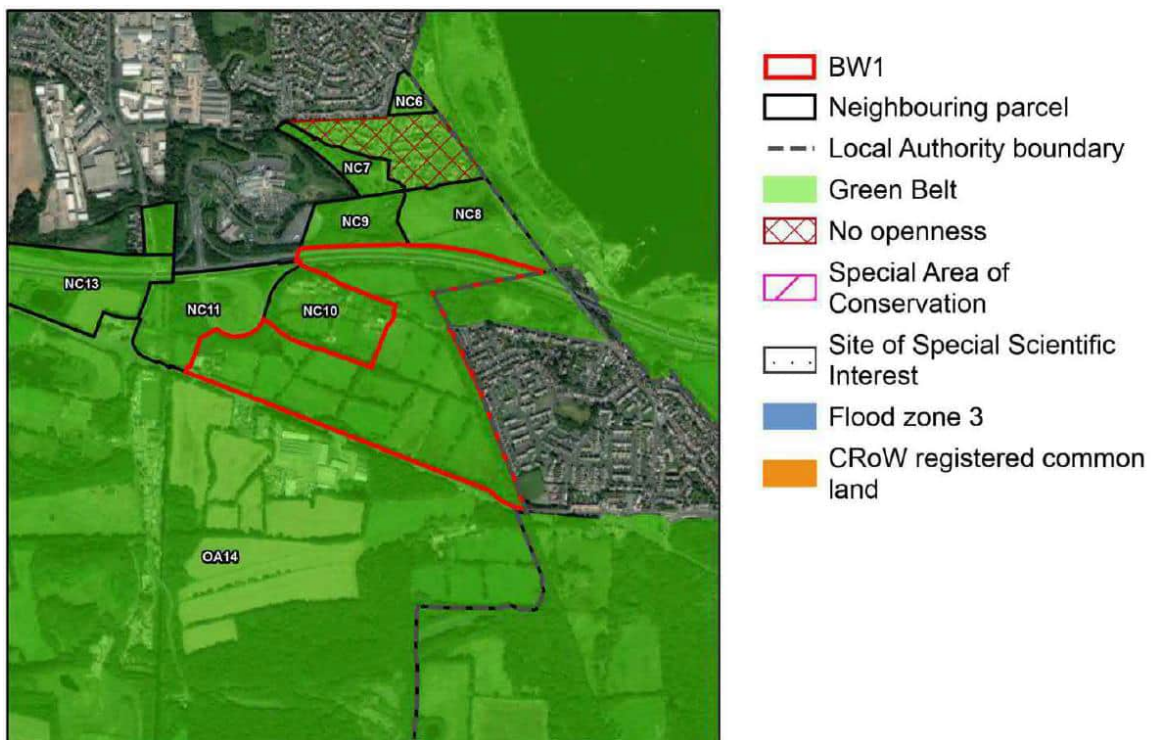 NC6
NC7
NC9
NC8
NC13
NC11
NC10
OA14
BW1
Neighbouring parcel
Local Authority boundary
Green Belt
No openness
Special Area of
Conservation
Site of Special Scientific
Interest
Flood zone 3
CRoW registered common
land